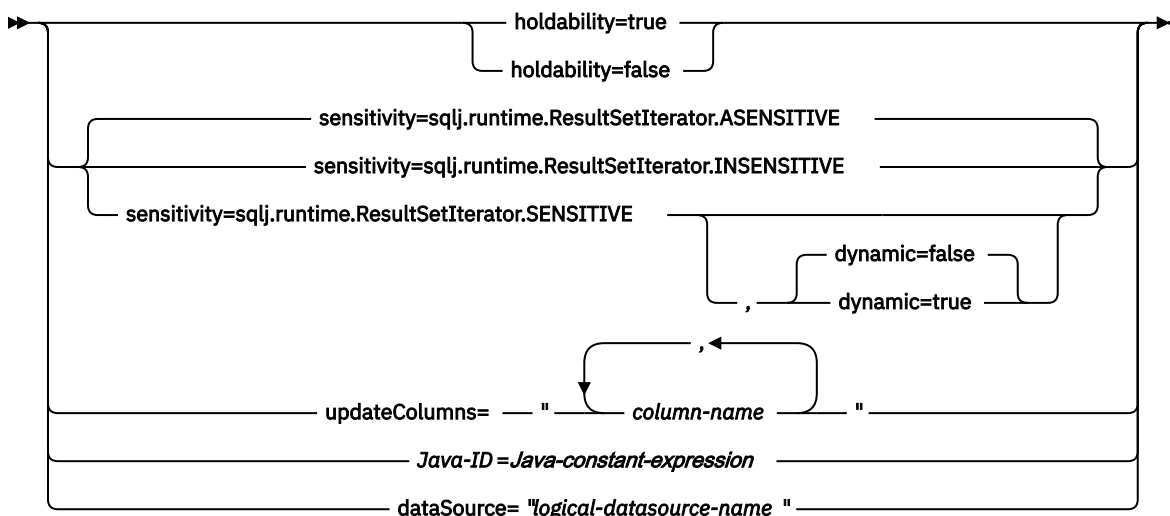 holdability=true
holdability=false
sensitivity=sqlj.runtime.ResultSetIterator.ASENSITIVE
sensitivity=sqlj.runtime.ResultSetIterator.INSENSITIVE
sensitivity=sqlj.runtime.ResultSetIterator.SENSITIVE
dynamic=false
, dynamic=true
,
updateColumns= " column-name "
Java-ID =Java-constant-expression
dataSource= "logical-datasource-name "